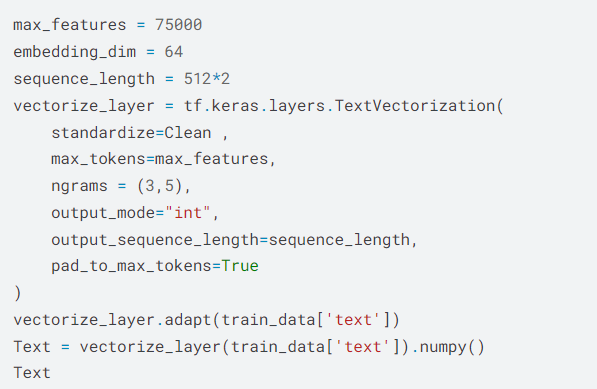 max_features = 75000
embedding_dim = 64
sequence_length = 512*2
vectorize_layer = tf.keras.layers.TextVectorization(
    standardize=Clean ,
    max_tokens=max_features,
    ngrams = (3,5),
    output_mode="int",
    output_sequence_length=sequence_length,
    pad_to_max_tokens=True
)
vectorize_layer.adapt(train_data['text'])
Text = vectorize_layer(train_data['text']).numpy()
Text